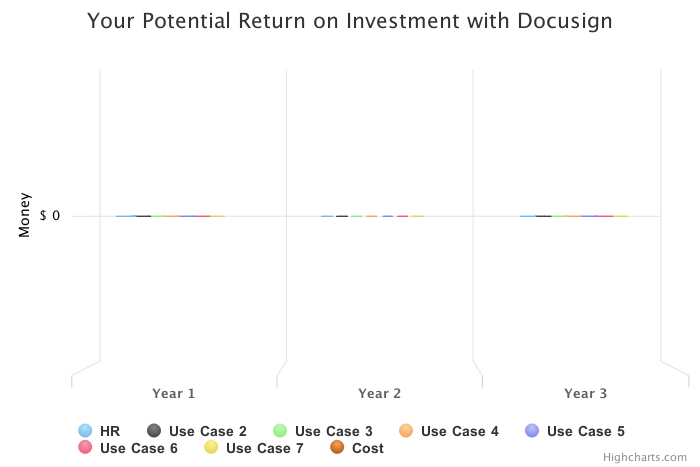 Your Potential Return on Investment with Docusign
Money
$ 0
Year 1 Year 2 Year 3
HR Use Case 2 Use Case 3 Use Case 4 Use Case 5
Use Case 6 Use Case 7 Cost
Highcharts.com